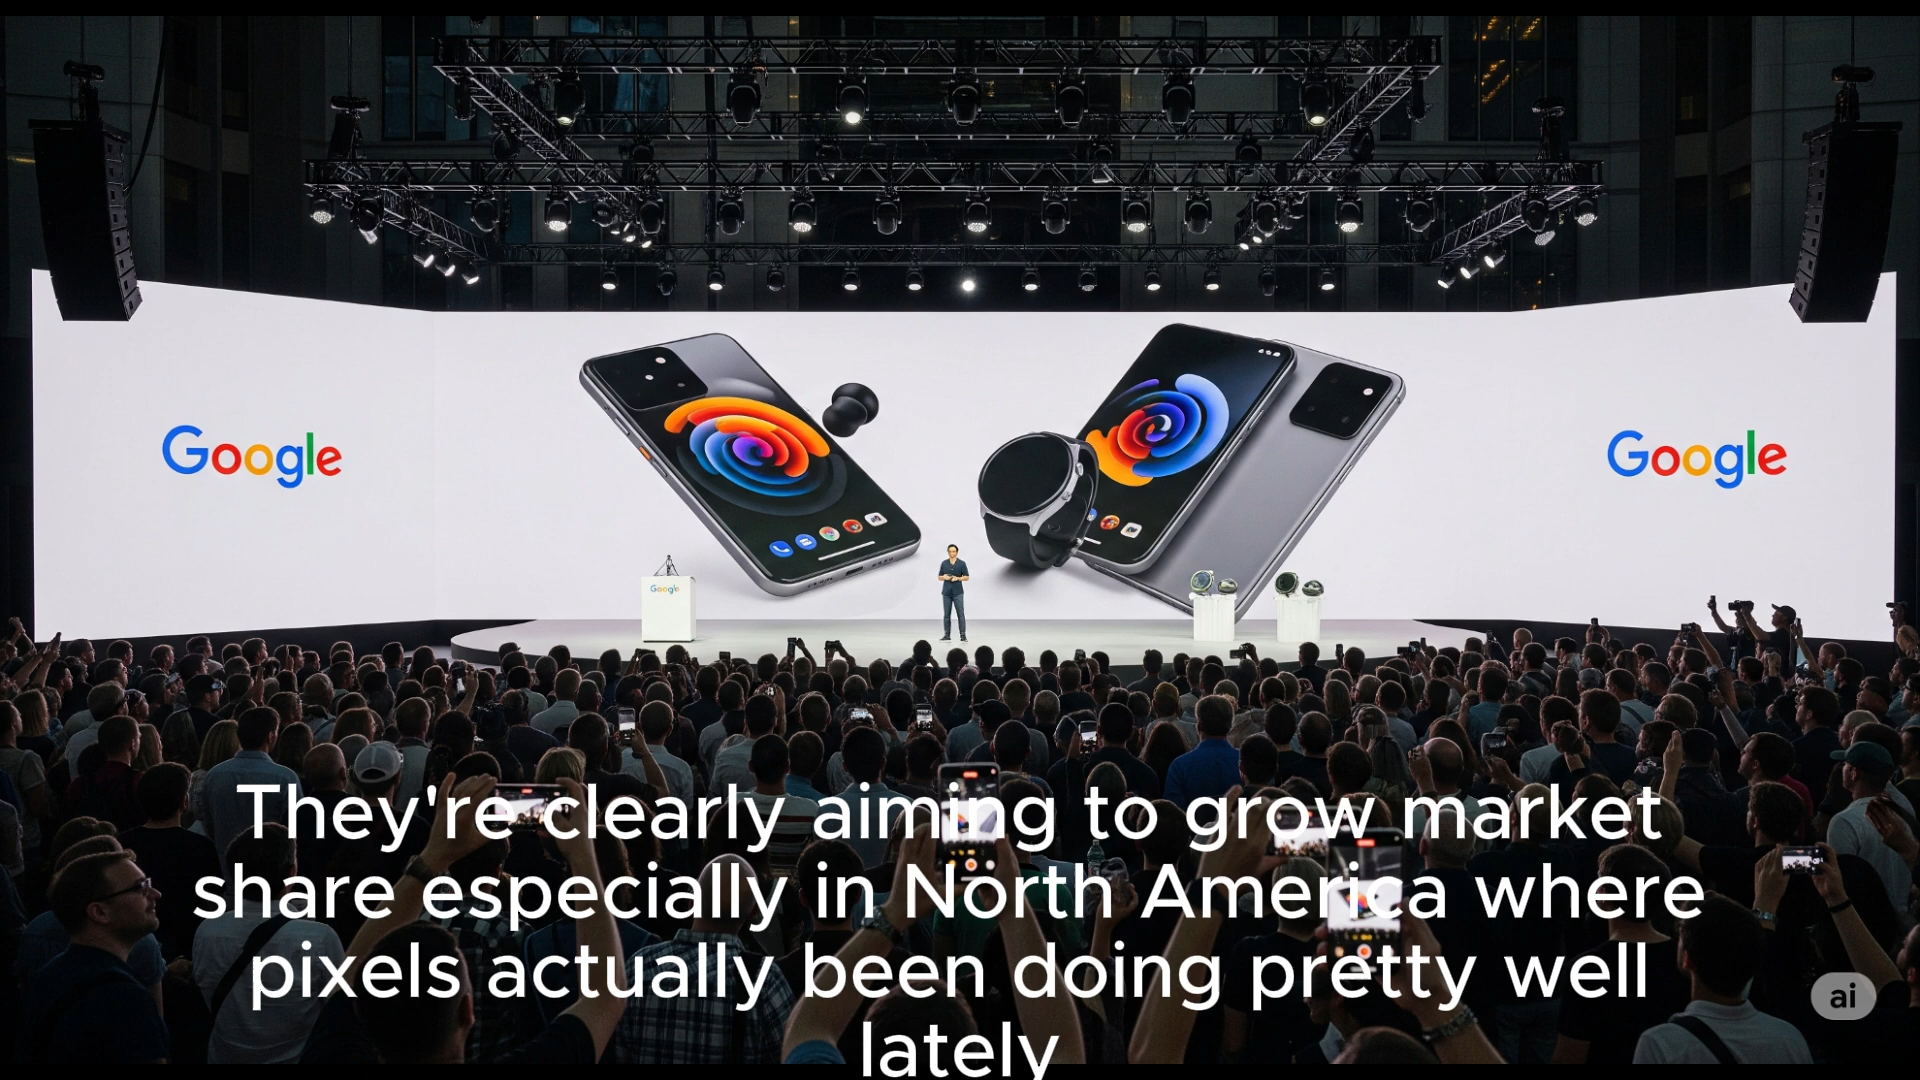 Google
Google
Google
They're clearly aiming to grow market
share especially in North America where
pixels actually been doing pretty well
lately
ai